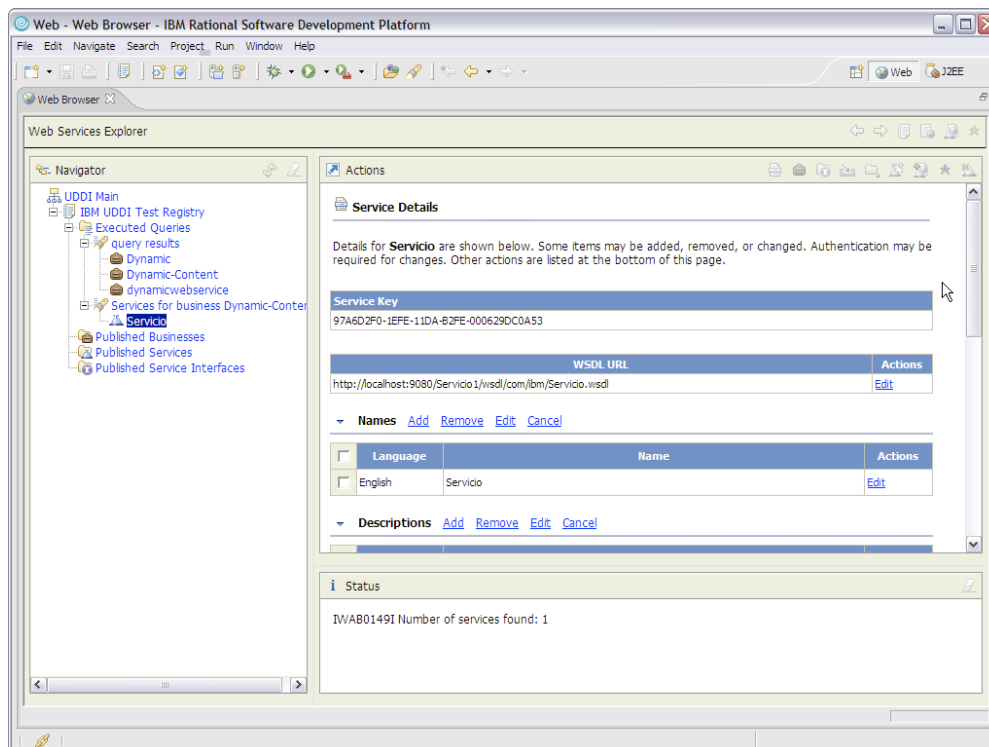 Web - Web Browser - IBM Rational Software Development Platform
File Edit Navigate Search Project Run Window Help
Web J2EE
Web Browser
Web Services Explorer
Navigator
UDDI Main
IBM UDDI Test Registry
Executed Queries
query results
Dynamic
Dynamic-Content
dynamicwebservice
Services for business Dynamic-Conter
Servicio
Published Businesses
Published Services
Published Service Interfaces
Actions
Service Details
Details for Servicio are shown below. Some items may be added, removed, or changed. Authentication may be
required for changes. Other actions are listed at the bottom of this page.
Service Key
97A6D2F0-1EFE-11DA-B2FE-000629DC0A53
WSDL URL Actions
http://localhost:9080/Servicio1/wsdl/com/ibm/Servicio.wsdl Edit
Names Add Remove Edit Cancel
Language Name Actions
English Servicio Edit
Descriptions Add Remove Edit Cancel
i Status
IWAB0149I Number of services found: 1